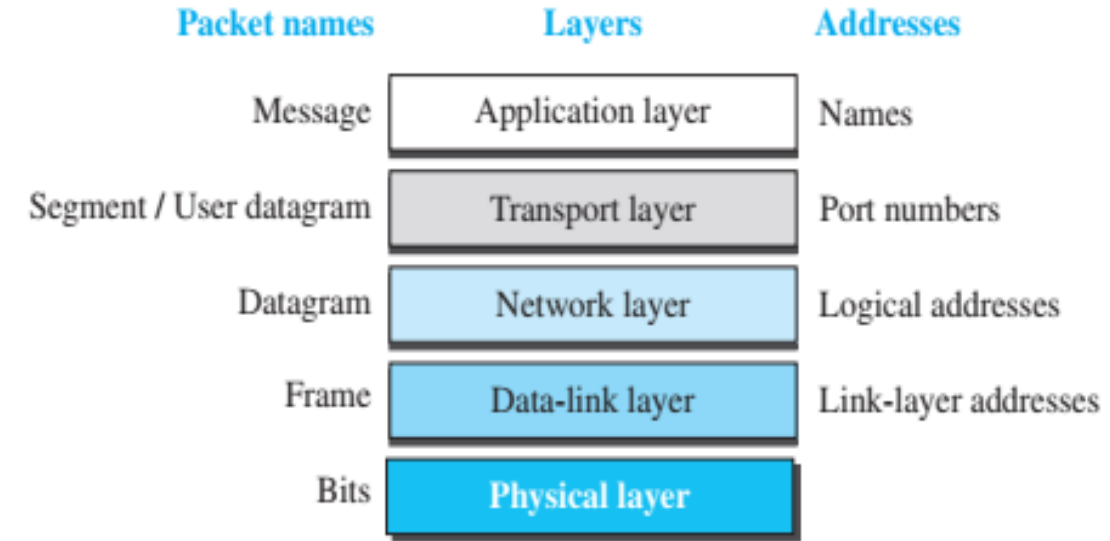 Packet names Layers Addresses
Message Application layer Names
Segment / User datagram Transport layer Port numbers
Datagram Network layer Logical addresses
Frame Data-link layer Link-layer addresses
Bits Physical layer